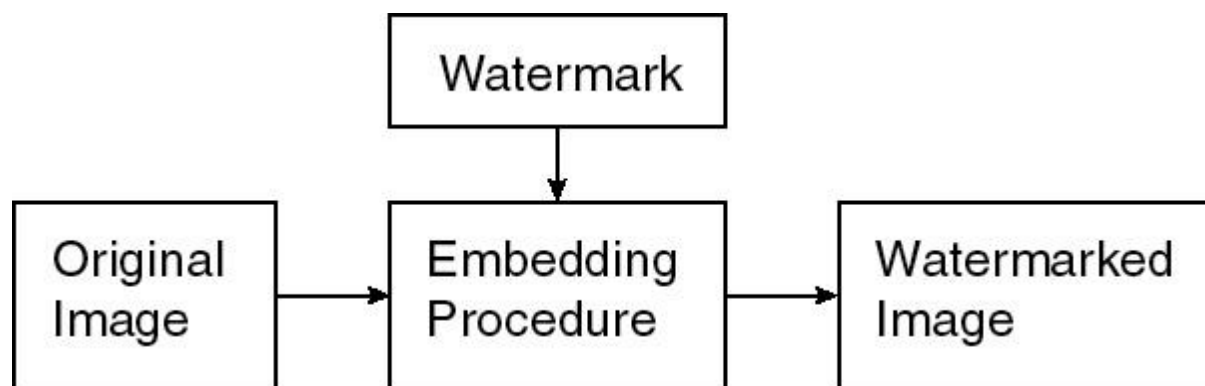 Watermark
Original
Image
Embedding
Procedure
Watermarked
Image